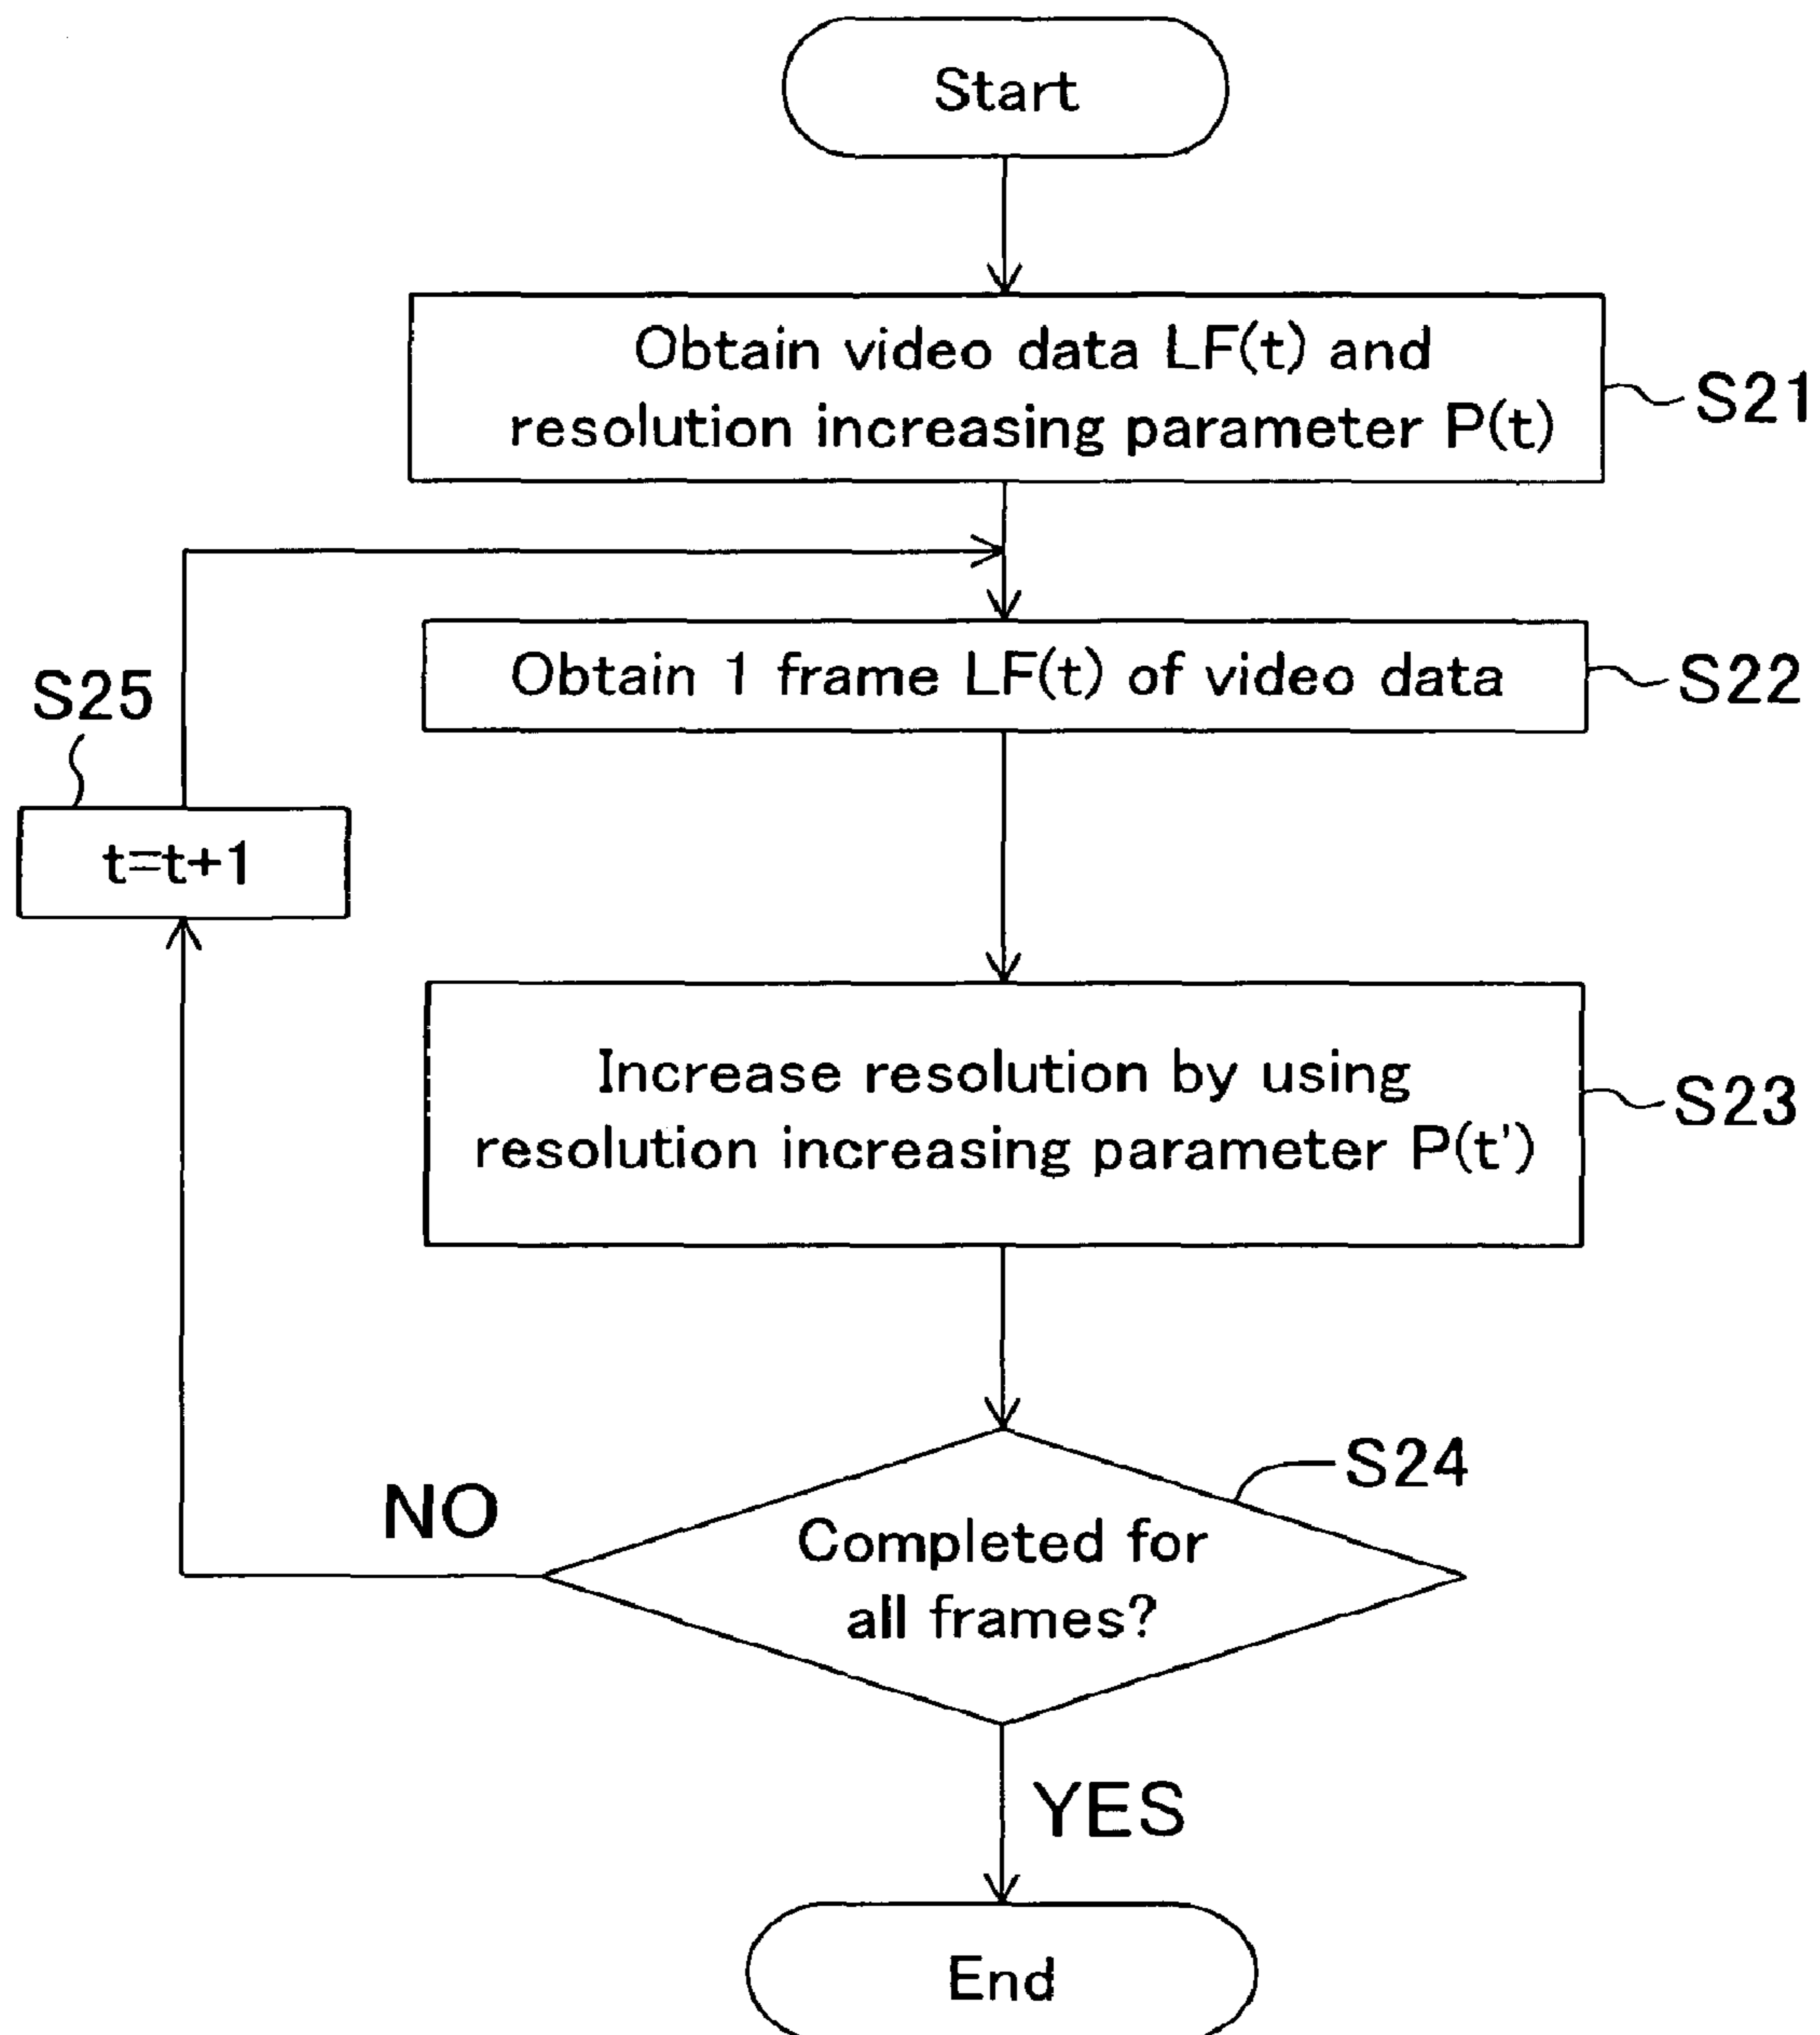 Start
Obtain video data LF(t) and
resolution increasing parameter P(t)
S21
Obtain 1 frame LF(t) of video data
S22
S25
t=t+1
Increase resolution by using
resolution increasing parameter P(t')
S23
S24
Completed for
all frames?
NO
YES
End